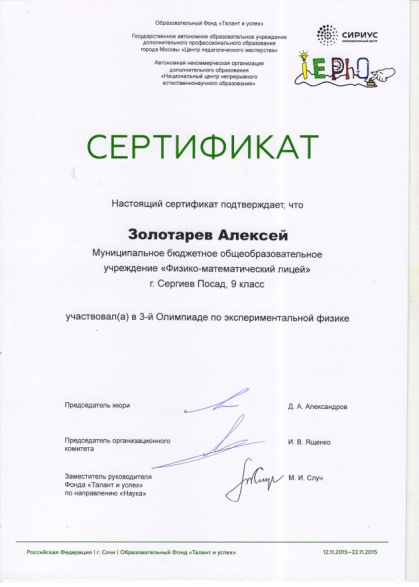 Образовательный Фонд «Талант и успех»
Государственное автономное образовательное учреждение
дополнительного профессионального образования
города Москвы «Центр педагогического мастерства»
Автономная некоммерческая организация
дополнительного образования
«Национальный центр непрерывного
естественнонаучного образования»
СИРИУС
ОБРАЗОВАТЕЛЬНЫЙ ЦЕНТР
IEPhO
СЕРТИФИКАТ
Настоящий сертификат подтверждает, что
Золотарев Алексей
Муниципальное бюджетное общеобразовательное
учреждение «Физико-математический лицей»
г. Сергиев Посад, 9 класс
участвовал(а) в 3-й Олимпиаде по экспериментальной физике
Председатель жюри
Д. А. Александров
Председатель организационного
комитета
И. В. Ященко
Заместитель руководителя
Фонда «Талант и успех»
по направлению «Наука»
М. И. Случ
Российская Федерация | г. Сочи | Образовательный Фонд «Талант и успех»
12.11.2015—22.11.2015